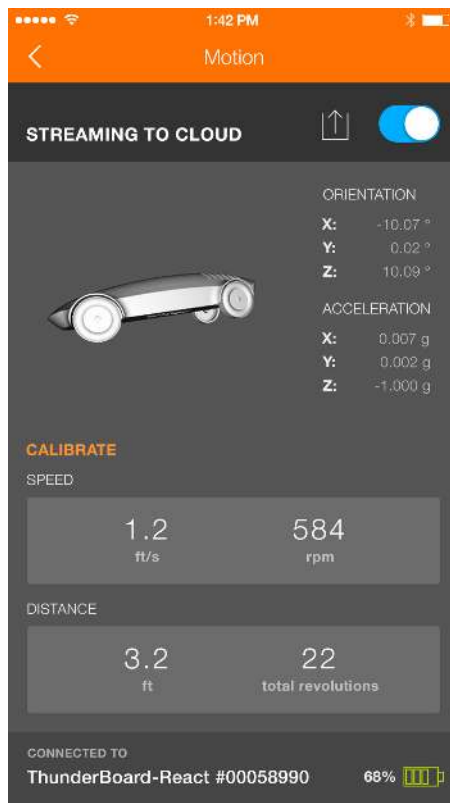 1:42 PM
Motion
STREAMING TO CLOUD
ORIENTATION
X: -10.07 °
Y: 0.02 °
Z: 10.09 °
ACCELERATION
X: 0.007 g
Y: 0.002 g
Z: -1.000 g
CALIBRATE
SPEED
1.2 584
ft/s rpm
DISTANCE
3.2 22
ft total revolutions
CONNECTED TO
ThunderBoard-React #00058990 68%